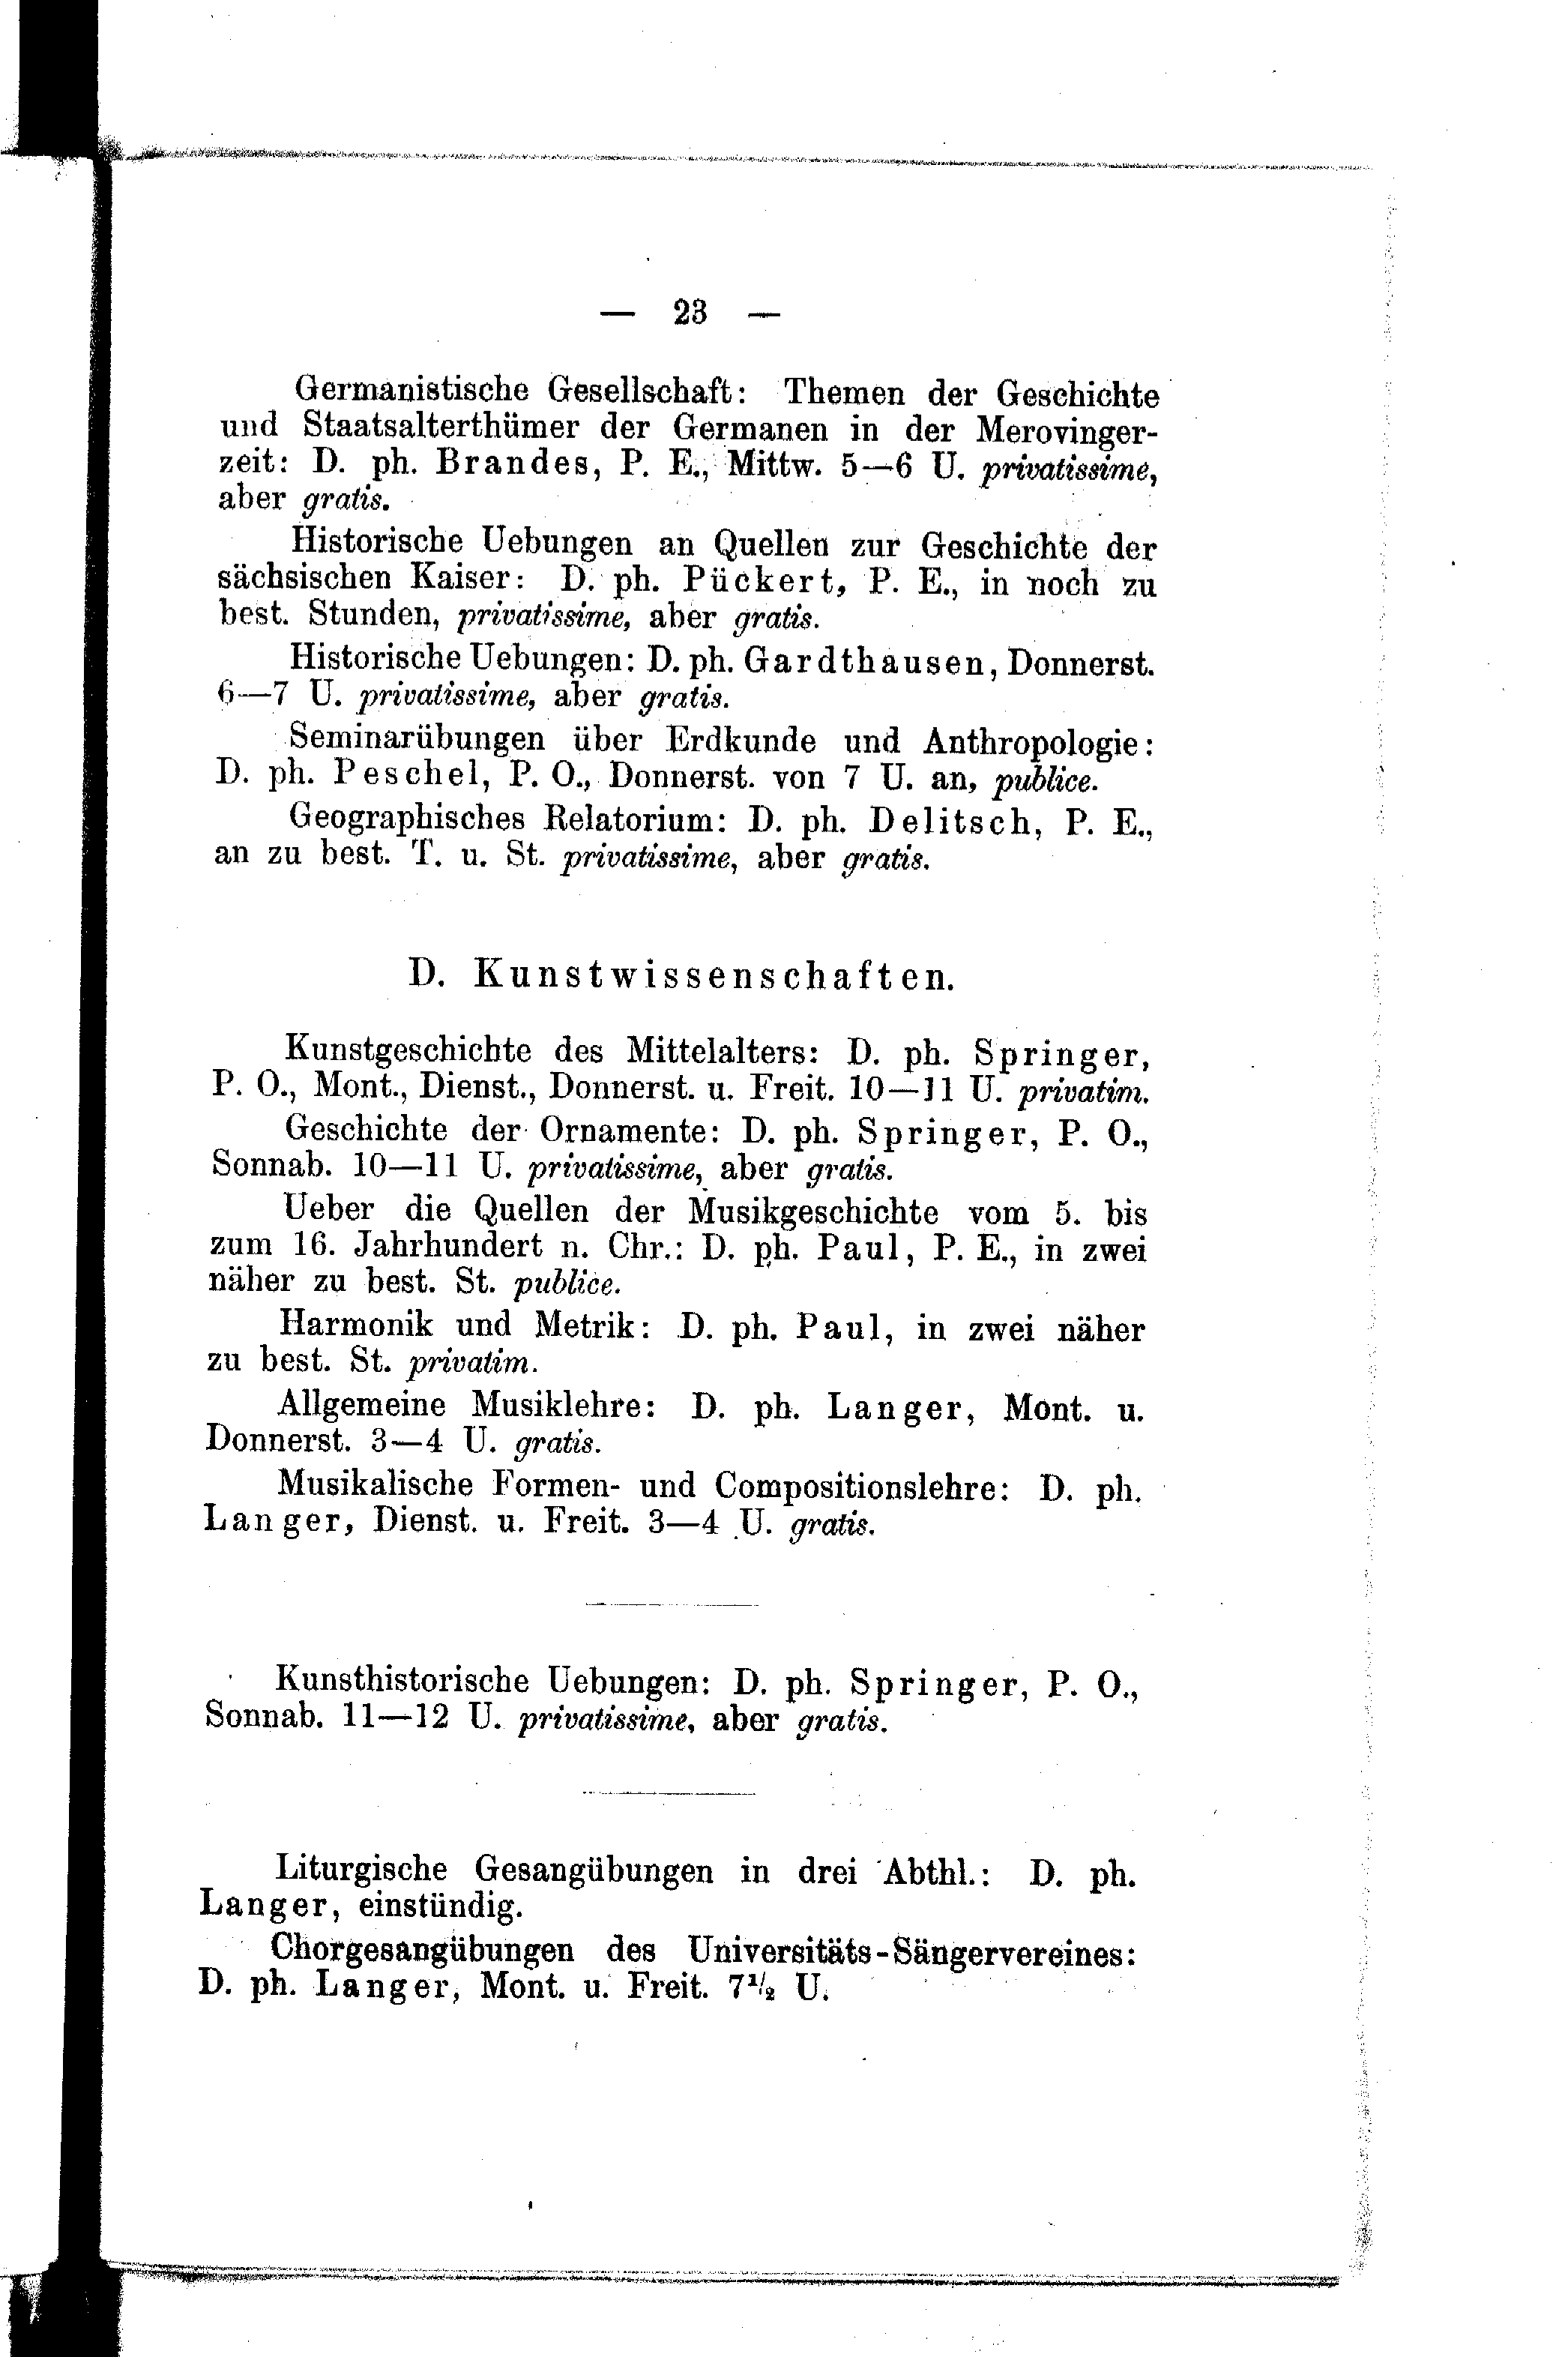 — 23 —
Germanistische Gesellschaft: Themen der Geschichte
und Staatsalterthümer der Germanen in der Merovinger-
zeit: D. ph. Brandes, P. E., Mittw. 5—6 U. privatissime,
aber gratis.
Historische Uebungen an Quellen zur Geschichte der
sächsischen Kaiser: D. ph. Pückert, P. E., in noch zu
best. Stunden, privatissime, aber gratis.
Historische Uebungen: D. ph. Gardthausen, Donnerst.
6—7 U. privatissime, aber gratis.
Seminarübungen über Erdkunde und Anthropologie:
D. ph. Peschel, P. O., Donnerst. von 7 U. an, publice.
Geographisches Relatorium: D. ph. Delitsch, P. E.,
an zu best. T. u. St. privatissime, aber gratis.
D. Kunstwissenschaften.
Kunstgeschichte des Mittelalters: D. ph. Springer,
P. O., Mont., Dienst., Donnerst. u. Freit. 10—11 U. privatim.
Geschichte der Ornamente: D. ph. Springer, P. O.,
Sonnab. 10—11 U. privatissime, aber gratis.
Ueber die Quellen der Musikgeschichte vom 5. bis
zum 16. Jahrhundert n. Chr.: D. ph. Paul, P. E., in zwei
näher zu best. St. publice.
Harmonik und Metrik: D. ph. Paul, in zwei näher
zu best. St. privatim.
Allgemeine Musiklehre: D. ph. Langer, Mont. u.
Donnerst. 3—4 U. gratis.
Musikalische Formen- und Compositionslehre: D. ph.
Langer, Dienst. u. Freit. 3—4 U. gratis.
Kunsthistorische Uebungen: D. ph. Springer, P. O.,
Sonnab. 11—12 U. privatissime, aber gratis.
Liturgische Gesangübungen in drei Abthl.: D. ph.
Langer, einstündig.
Chorgesangübungen des Universitäts-Sängervereines:
D. ph. Langer, Mont. u. Freit. 7½ U.